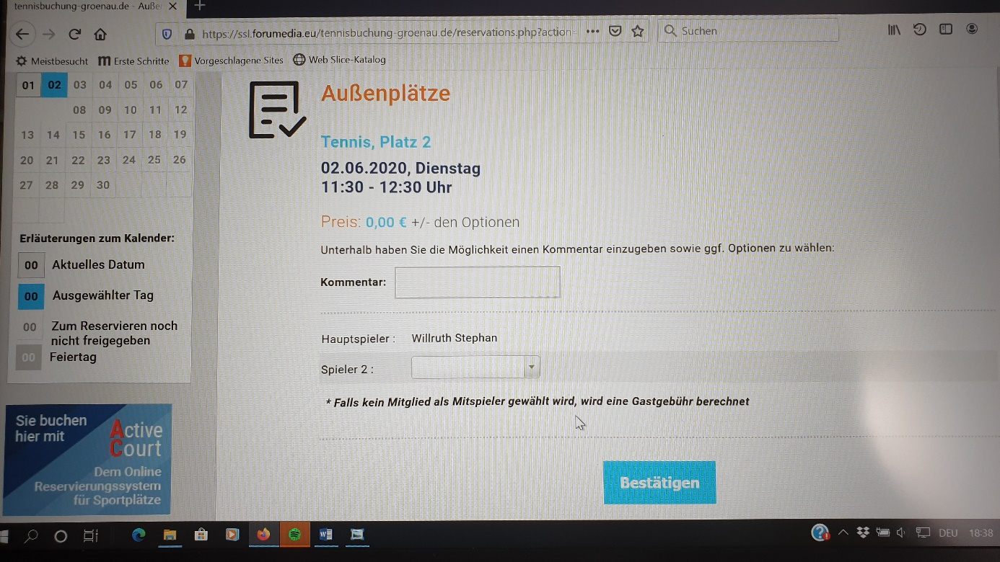 tennisbuchung-groenau.de - Auße
https://ssl.forumedia.eu/tennisbuchung-groenau.de/reservations.php?action=
Suchen
Meistbesucht
Erste Schritte
Vorgeschlagene Sites
Web Slice-Katalog
01 02 03 04 05 06 07
08 09 10 11 12
13 14 15 16 17 18 19
20 21 22 23 24 25 26
27 28 29 30
Erläuterungen zum Kalender:
00 Aktuelles Datum
00 Ausgewählter Tag
00 Zum Reservieren noch
nicht freigegeben
00 Feiertag
Sie buchen
hier mit
Active
Court
Dem Online
Reservierungssystem
für Sportplätze
Außenplätze
Tennis, Platz 2
02.06.2020, Dienstag
11:30 - 12:30 Uhr
Preis: 0,00 € +/- den Optionen
Unterhalb haben Sie die Möglichkeit einen Kommentar einzugeben sowie ggf. Optionen zu wählen:
Kommentar:
Hauptspieler : Willruth Stephan
Spieler 2 :
* Falls kein Mitglied als Mitspieler gewählt wird, wird eine Gastgebühr berechnet
Bestätigen
DEU 18:38